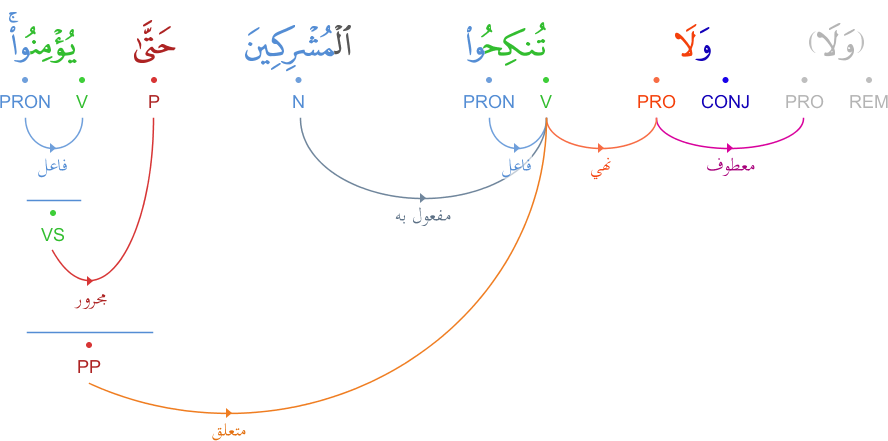 (وَلَا) وَلَا تُنكِحُوا۟ ٱلْمُشْرِكِينَ حَتَّىٰ يُؤْمِنُوا۟ ۚ
REM PRO CONJ PRO V PRON N P V PRON
معطوف نهي فاعل فاعل
مفعول به
VS
مجرور
PP
متعلق